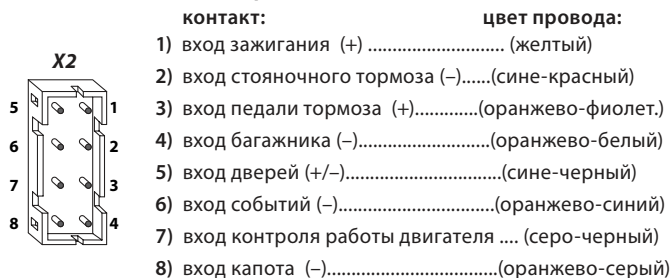 контакт: цвет провода:
X2
1) вход зажигания (+) ............................ (желтый)
2) вход стояночного тормоза (–)......(сине-красный)
5 1 3) вход педали тормоза (+).............(оранжево-фиолет.)
6 2 4) вход багажника (–)...........................(оранжево-белый)
5) вход дверей (+/–)................................(сине-черный)
7 3 6) вход событий (–)................................(оранжево-синий)
8 4 7) вход контроля работы двигателя .... (серо-черный)
8) вход капота (–)...................................(оранжево-серый)